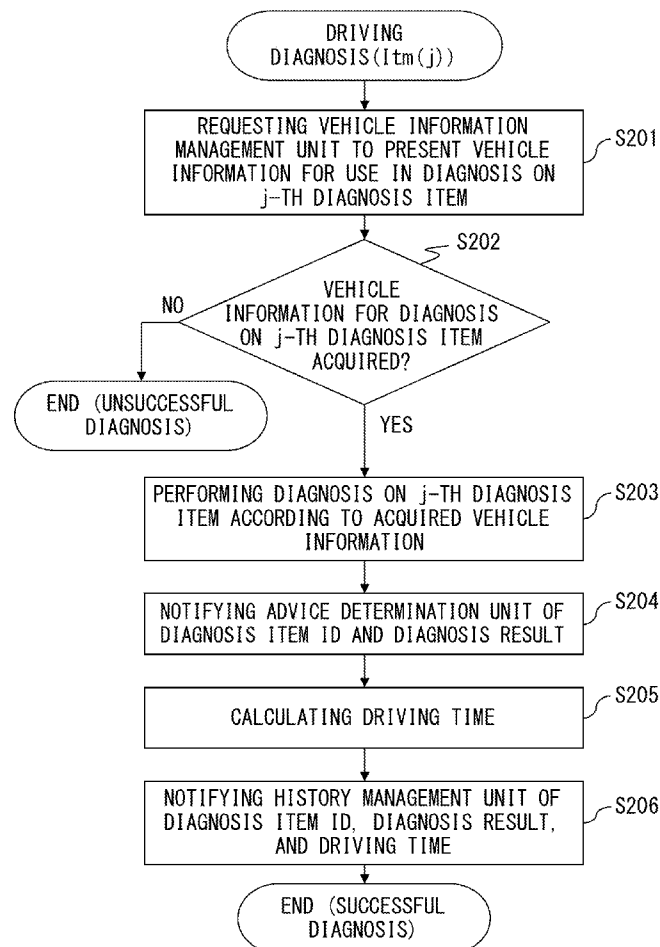 DRIVING
DIAGNOSIS(Itm(j))
REQUESTING VEHICLE INFORMATION
MANAGEMENT UNIT TO PRESENT VEHICLE
INFORMATION FOR USE IN DIAGNOSIS ON
j-TH DIAGNOSIS ITEM
S201
S202
VEHICLE
INFORMATION FOR DIAGNOSIS
ON j-TH DIAGNOSIS ITEM
ACQUIRED?
NO
END (UNSUCCESSFUL
DIAGNOSIS)
YES
PERFORMING DIAGNOSIS ON j-TH DIAGNOSIS
ITEM ACCORDING TO ACQUIRED VEHICLE
INFORMATION
S203
NOTIFYING ADVICE DETERMINATION UNIT OF
DIAGNOSIS ITEM ID AND DIAGNOSIS RESULT
S204
CALCULATING DRIVING TIME
S205
NOTIFYING HISTORY MANAGEMENT UNIT OF
DIAGNOSIS ITEM ID, DIAGNOSIS RESULT,
AND DRIVING TIME
S206
END (SUCCESSFUL
DIAGNOSIS)